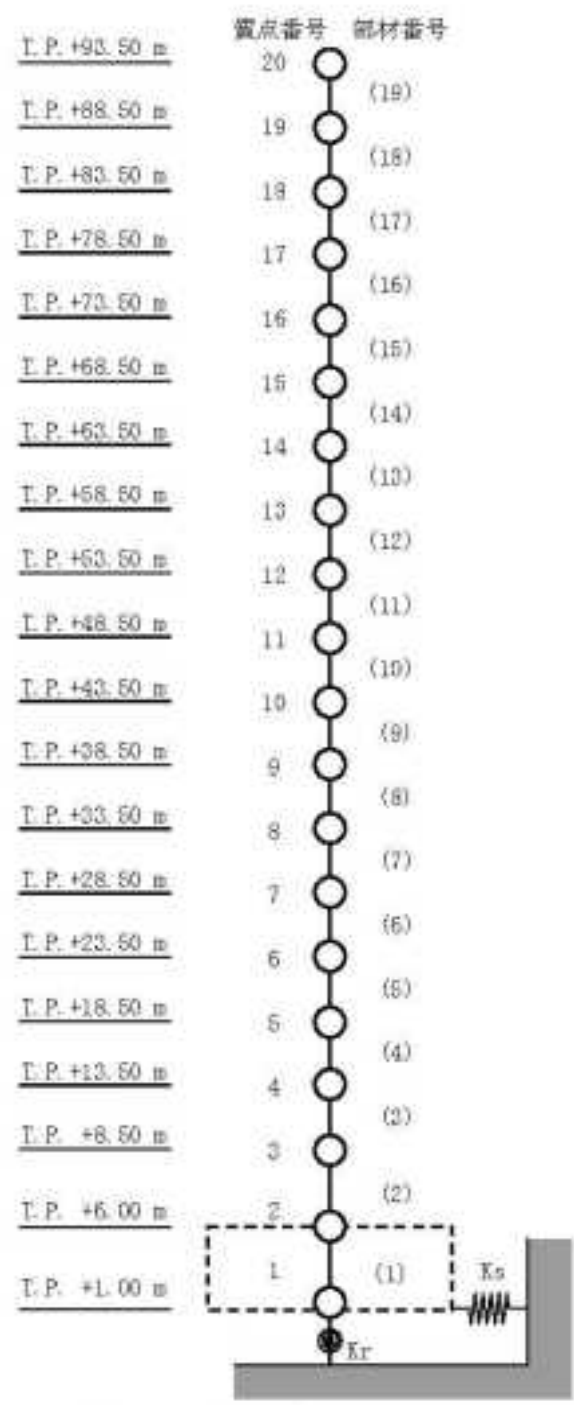 質点番号 部材番号
T.P. +93.50 m 20
(19)
T.P. +88.50 m 19
(18)
T.P. +83.50 m 18
(17)
T.P. +78.50 m 17
(16)
T.P. +73.50 m 16
(15)
T.P. +68.50 m 15
(14)
T.P. +63.50 m 14
(13)
T.P. +58.50 m 13
(12)
T.P. +53.50 m 12
(11)
T.P. +48.50 m 11
(10)
T.P. +43.50 m 10
(9)
T.P. +38.50 m 9
(8)
T.P. +33.50 m 8
(7)
T.P. +28.50 m 7
(6)
T.P. +23.50 m 6
(5)
T.P. +18.50 m 5
(4)
T.P. +13.50 m 4
(3)
T.P. +8.50 m 3
(2)
T.P. +6.00 m 2
1 (1) Ks
T.P. +1.00 m
Kr